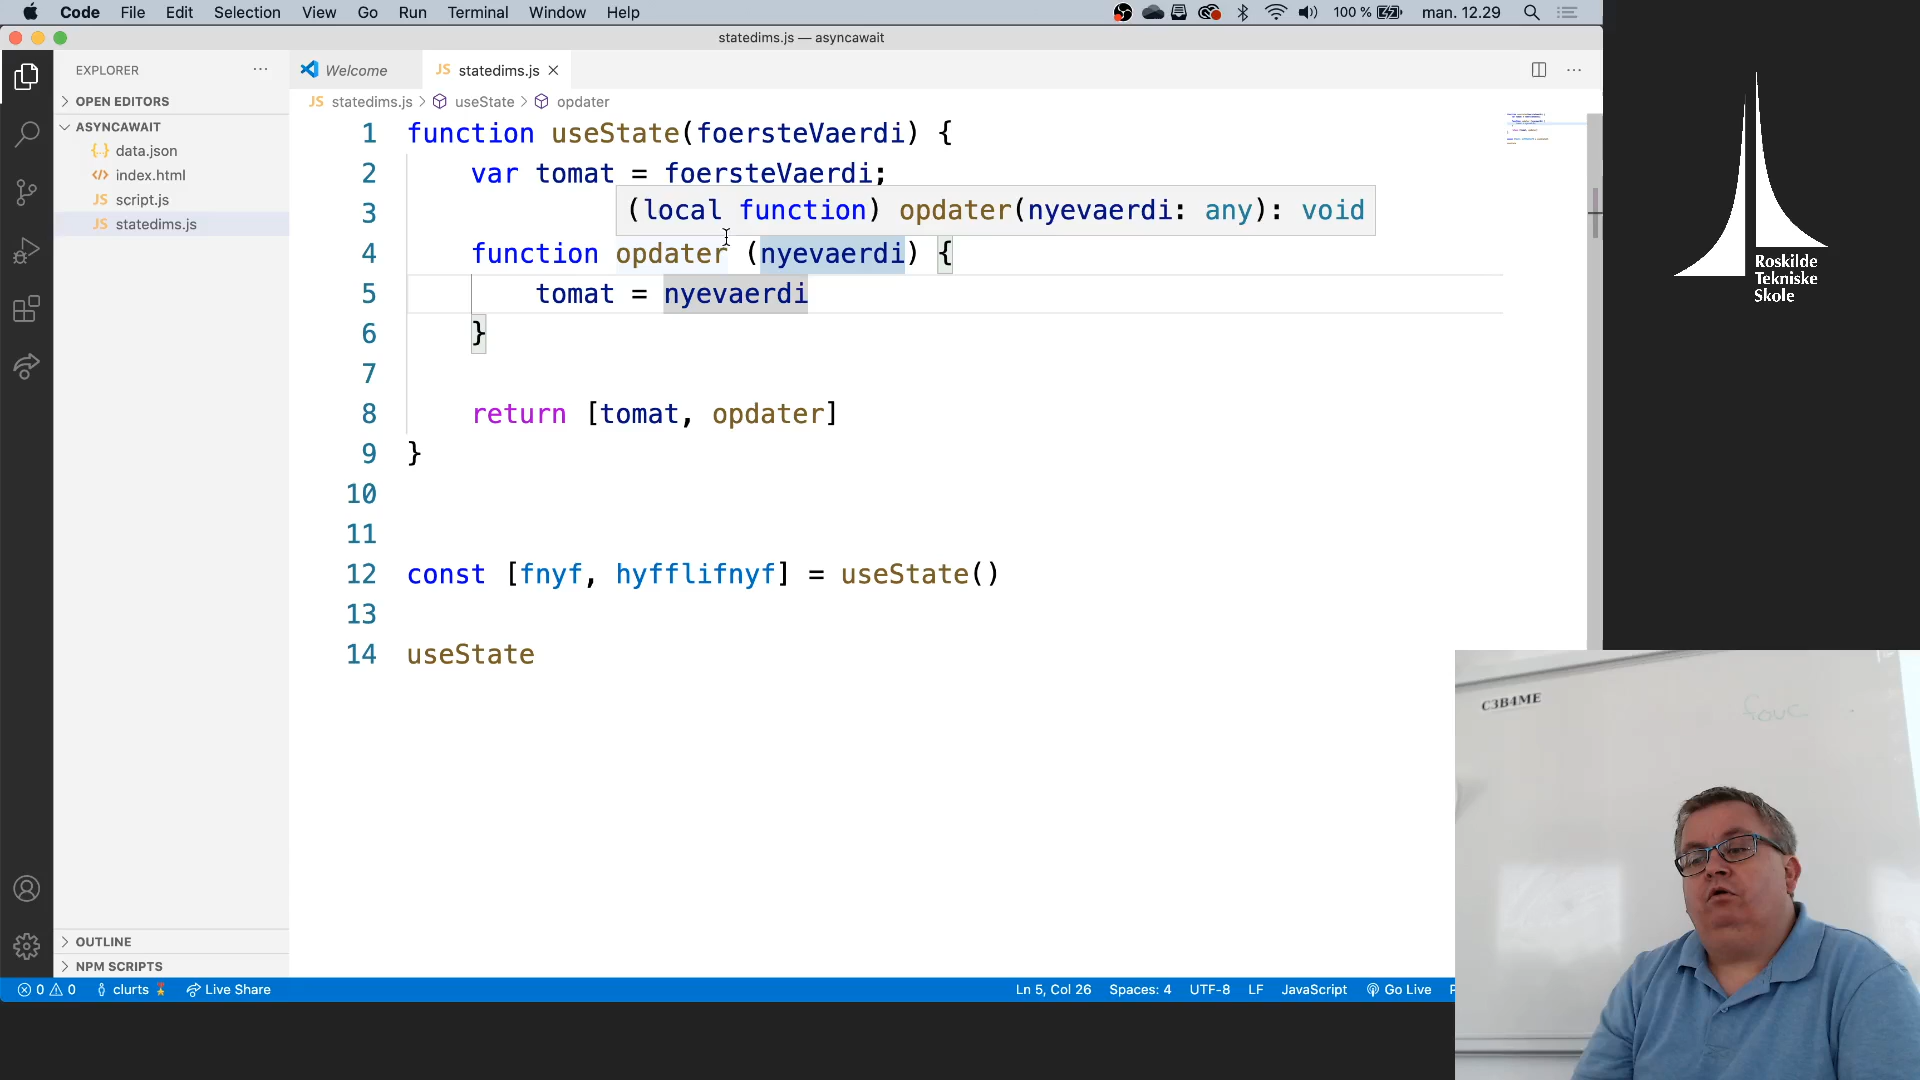 Code File Edit Selection View Go Run Terminal Window Help 100 % man. 12.29
statedims.js — asyncawait
EXPLORER
OPEN EDITORS
ASYNCAWAIT
data.json
index.html
JS script.js
JS statedims.js
OUTLINE
NPM SCRIPTS
Welcome JS statedims.js
JS statedims.js > useState > opdater
1 function useState(foersteVaerdi) {
2 var tomat = foersteVaerdi;
3
(local function) opdater(nyevaerdi: any): void
4 function opdater (nyevaerdi) {
5 tomat = nyevaerdi
6 }
7
8 return [tomat, opdater]
9 }
10
11
12 const [fnyf, hyfflifnyf] = useState()
13
14 useState
0 0 clurts Live Share Ln 5, Col 26 Spaces: 4 UTF-8 LF JavaScript Go Live P
Roskilde
Tekniske
Skole
C3B4ME